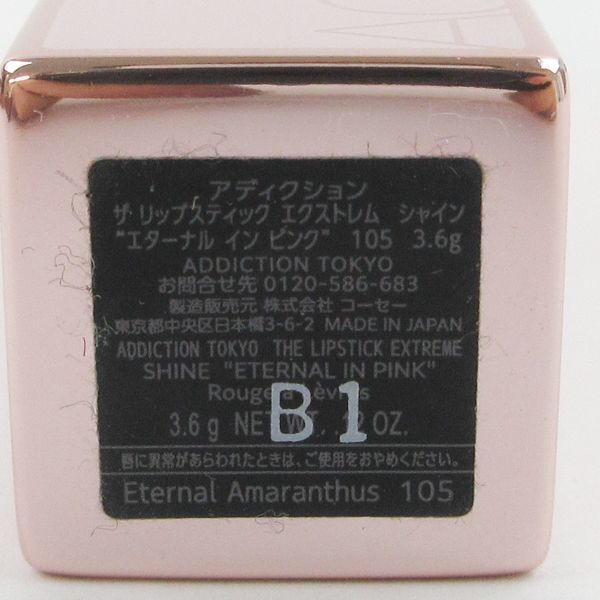 アディクション
ザ リップスティック エクストレム シャイン
"エターナル イン ピンク" 105 3.6g
ADDICTION TOKYO
お問合せ先 0120-586-683
製造販売元 株式会社 コーセー
東京都中央区日本橋3-6-2 MADE IN JAPAN
ADDICTION TOKYO THE LIPSTICK EXTREME
SHINE "ETERNAL IN PINK"
Rouge à lèvres
3.6 g NET WT. OZ.
B1
唇に異常があらわれたときは、ご使用をおやめください。
Eternal Amaranthus 105